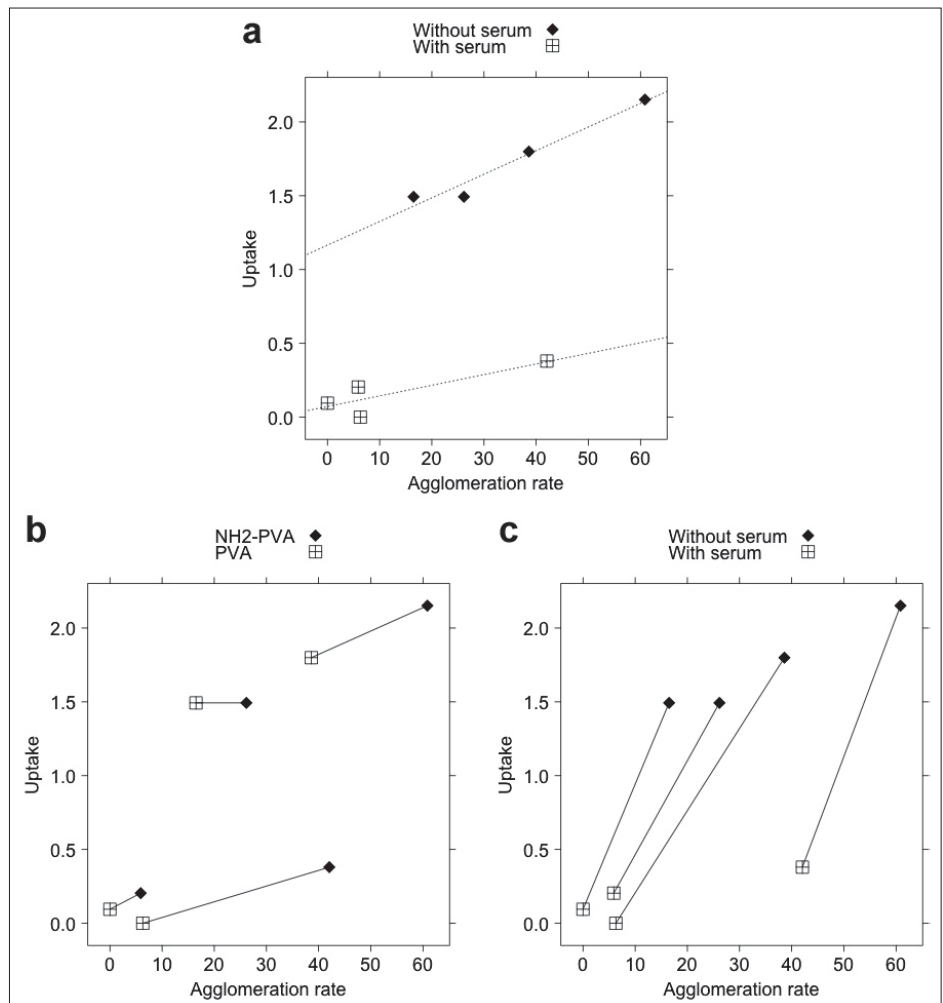 a
Without serum
With serum
2.0
1.5
1.0
0.5
0.0
Uptake
0 10 20 30 40 50 60
Agglomeration rate
b
NH2-PVA
PVA
2.0
1.5
1.0
0.5
0.0
Uptake
0 10 20 30 40 50 60
Agglomeration rate
c
Without serum
With serum
2.0
1.5
1.0
0.5
0.0
Uptake
0 10 20 30 40 50 60
Agglomeration rate